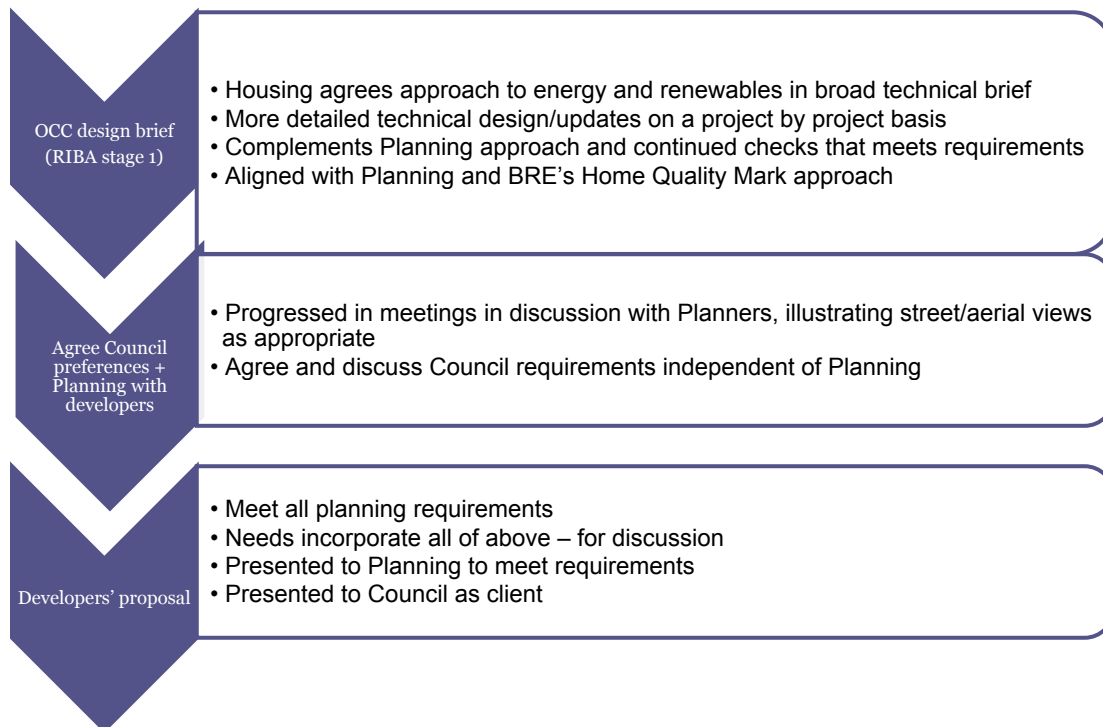 OCC design brief
(RIBA stage 1)
• Housing agrees approach to energy and renewables in broad technical brief
• More detailed technical design/updates on a project by project basis
• Complements Planning approach and continued checks that meets requirements
• Aligned with Planning and BRE’s Home Quality Mark approach
Agree Council
preferences +
Planning with
developers
• Progressed in meetings in discussion with Planners, illustrating street/aerial views
as appropriate
• Agree and discuss Council requirements independent of Planning
Developers’ proposal
• Meet all planning requirements
• Needs incorporate all of above – for discussion
• Presented to Planning to meet requirements
• Presented to Council as client